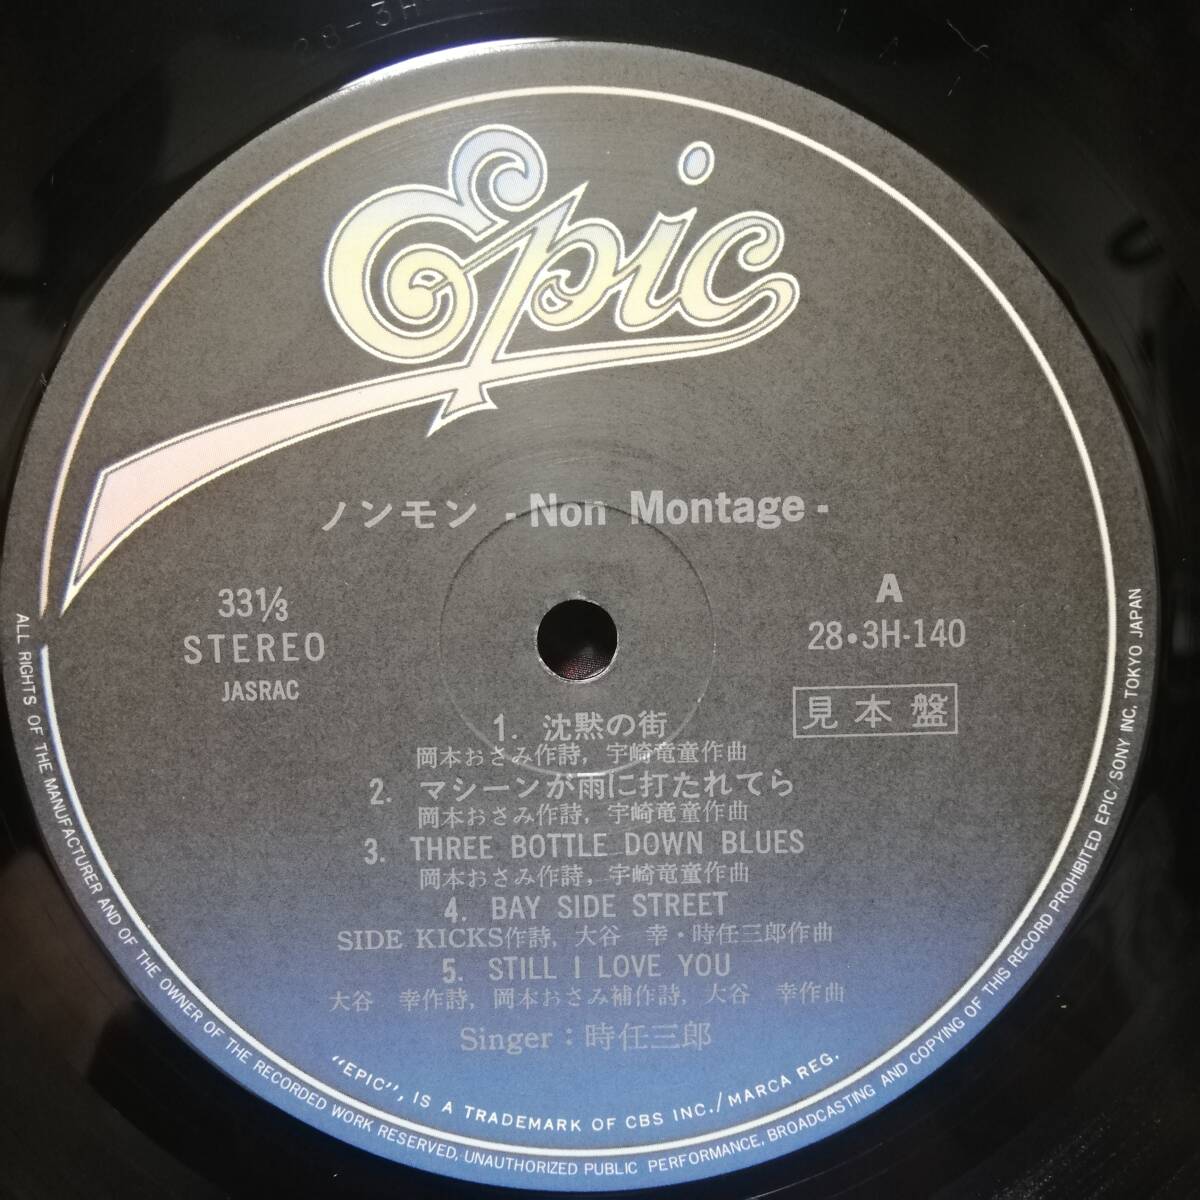 28-3H
Epic
ノンモン - Non Montage -
33⅓
STEREO
JASRAC
A
28・3H-140
見本盤
1. 沈黙の街
岡本おさみ作詩, 宇崎竜童作曲
2. マシーンが雨に打たれてら
岡本おさみ作詩, 宇崎竜童作曲
3. THREE BOTTLE DOWN BLUES
岡本おさみ作詩, 宇崎竜童作曲
4. BAY SIDE STREET
SIDE KICKS作詩, 大谷 幸・時任三郎作曲
5. STILL I LOVE YOU
大谷 幸作詩, 岡本おさみ補作詩, 大谷 幸作曲
Singer：時任三郎
"EPIC", IS A TRADEMARK OF CBS INC./MARCA REG.
ALL RIGHTS OF THE MANUFACTURER AND OF THE OWNER OF THE RECORDED WORK RESERVED, UNAUTHORIZED PUBLIC PERFORMANCE, BROADCASTING AND COPYING OF THIS RECORD PROHIBITED EPIC/SONY INC, TOKYO JAPAN